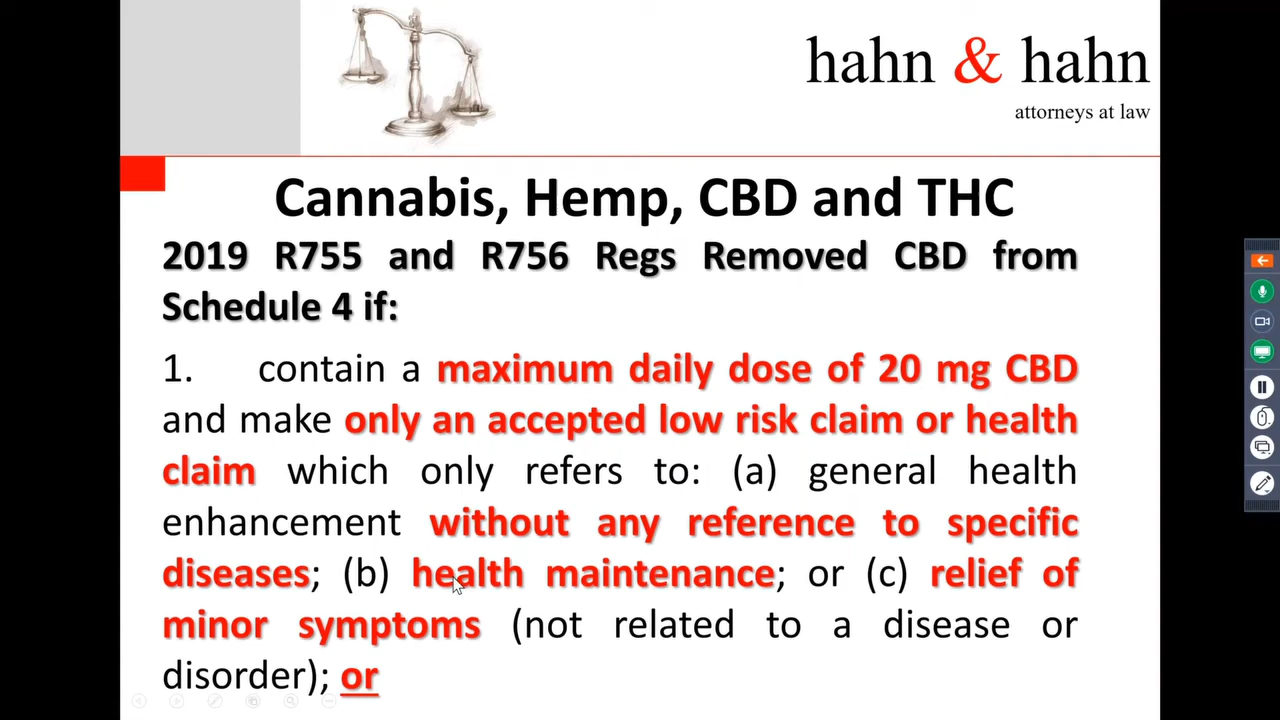 hahn & hahn
attorneys at law
Cannabis, Hemp, CBD and THC
2019 R755 and R756 Regs Removed CBD from
Schedule 4 if:
1. contain a maximum daily dose of 20 mg CBD
and make only an accepted low risk claim or health
claim which only refers to: (a) general health
enhancement without any reference to specific
diseases; (b) health maintenance; or (c) relief of
minor symptoms (not related to a disease or
disorder); or